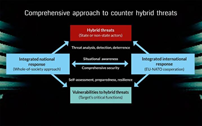 Comprehensive approach to counter hybrid threats
Hybrid threats
(State or non-state actors)
Threat analysis, detection, deterrence
Integrated national
response
(Whole-of-society approach)
Situational awareness
Comprehensive security
Integrated international
response
(EU-NATO cooperation)
Self-assessment, preparedness, resilience
Vulnerabilities to hybrid threats
(Target's critical functions)